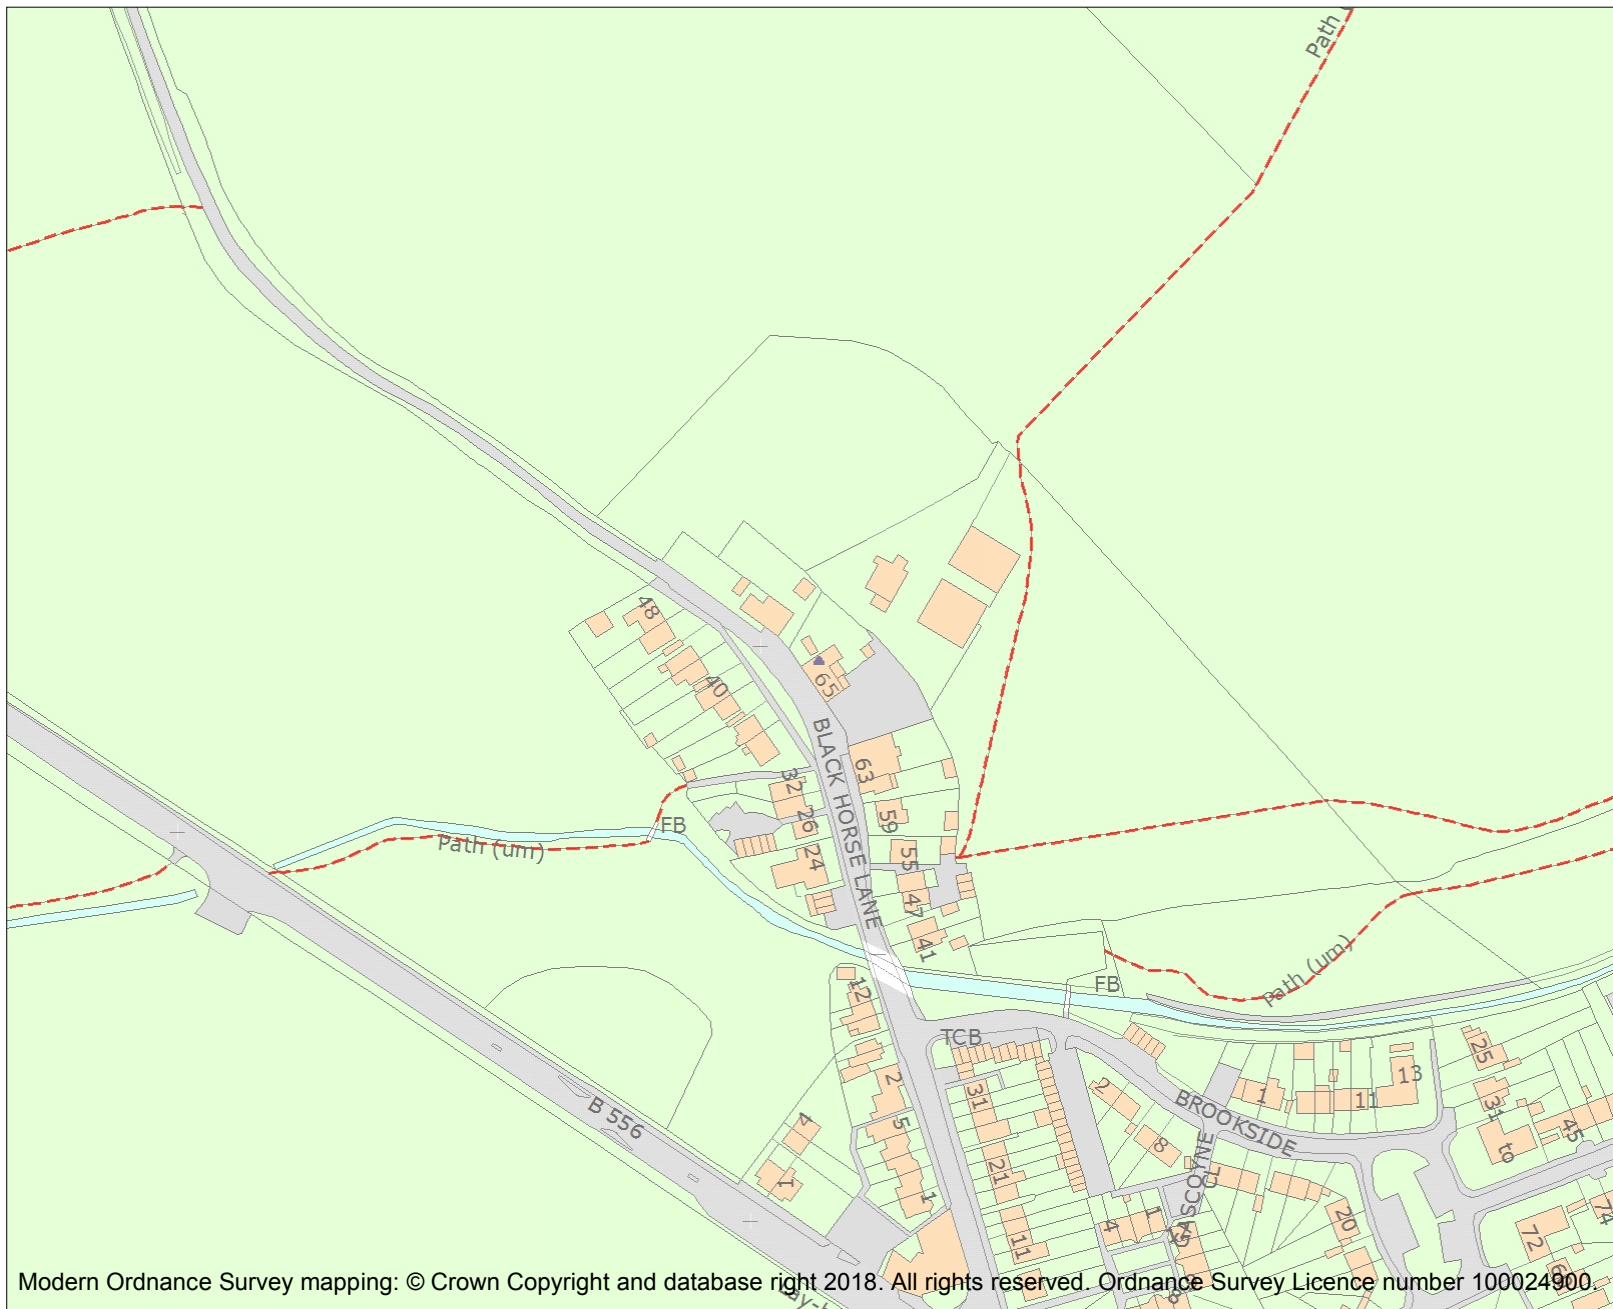 Path
48
40
65
BLACK HORSE LANE
63
32
26
59
FB
Path (um)
24
55
47
41
12
FB
Path (um)
TCB
25
2
31
2
1
11
13
31
to
45
B 556
4
5
BROOKSIDE
8
GASCOYNE
CL
21
1
1
4
1
20
11
72
74
8
Modern Ordnance Survey mapping: © Crown Copyright and database right 2018. All rights reserved. Ordnance Survey Licence number 100024900.